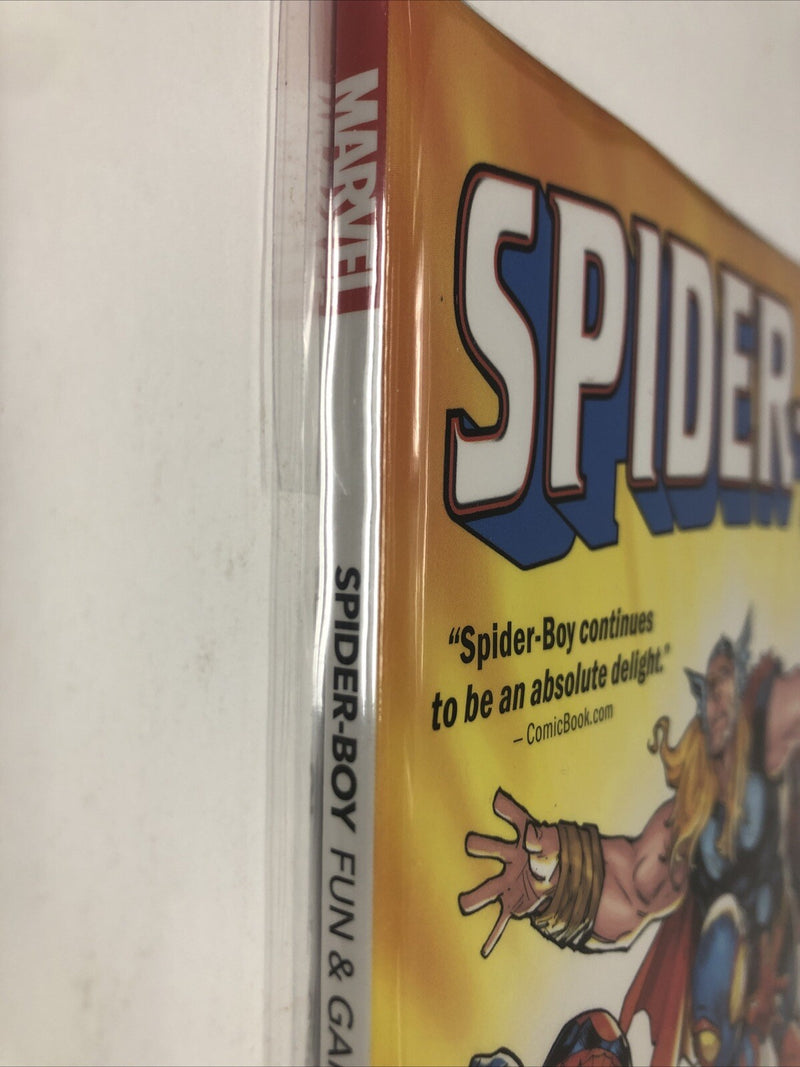 MARVEL
SPIDER-BOY FUN & GA
SPIDER-
“Spider-Boy continues
to be an absolute delight.”
– ComicBook.com